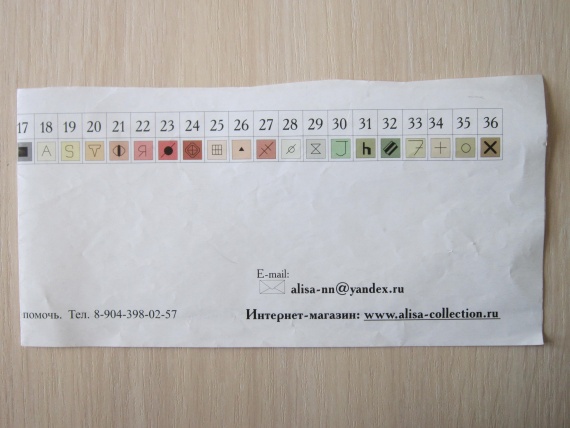 17 18 19 20 21 22 23 24 25 26 27 28 29 30 31 32 33 34 35 36
A S Я J h 7
E-mail:
alisa-nn@yandex.ru
помочь. Тел. 8-904-398-02-57
Интернет-магазин: www.alisa-collection.ru